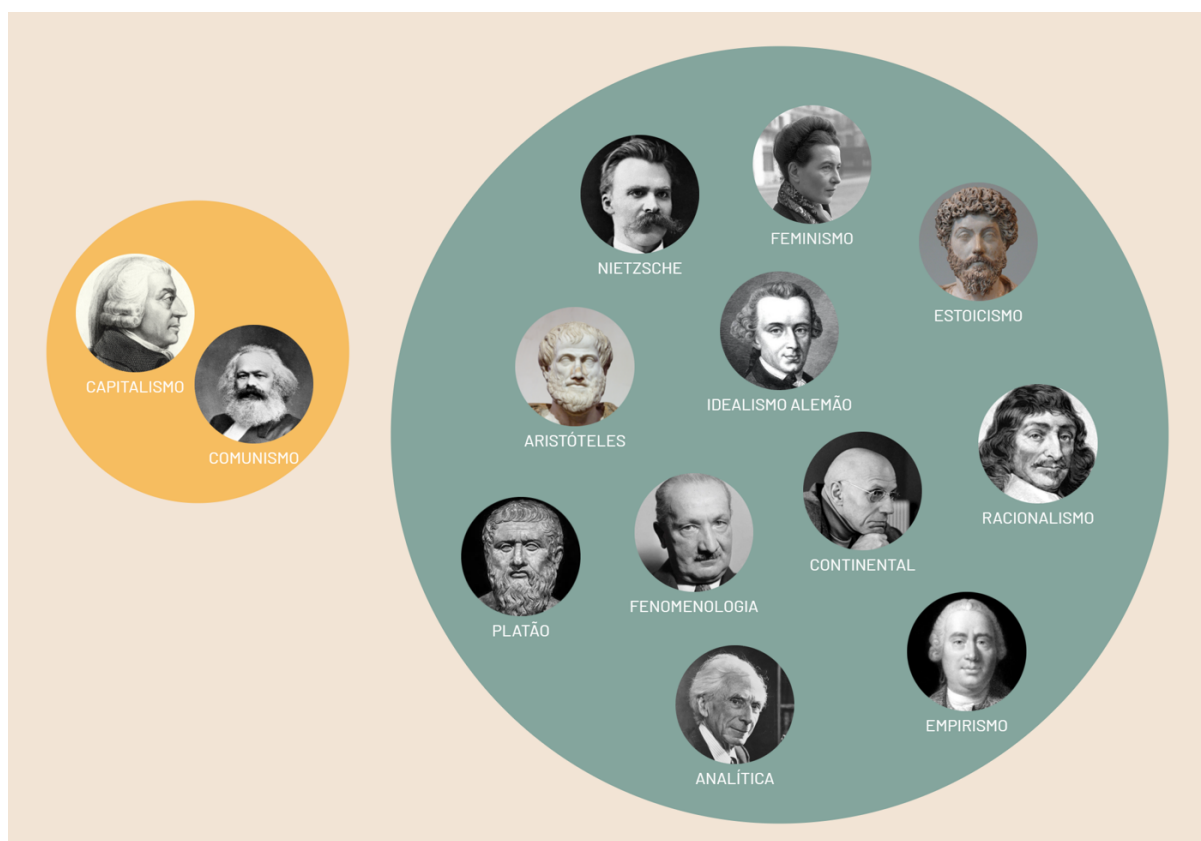 CAPITALISMO
COMUNISMO
FEMINISMO
NIETZSCHE
ESTOICISMO
IDEALISMO ALEMÃO
ARISTÓTELES
RACIONALISMO
CONTINENTAL
FENOMENOLOGIA
PLATÃO
EMPIRISMO
ANALÍTICA